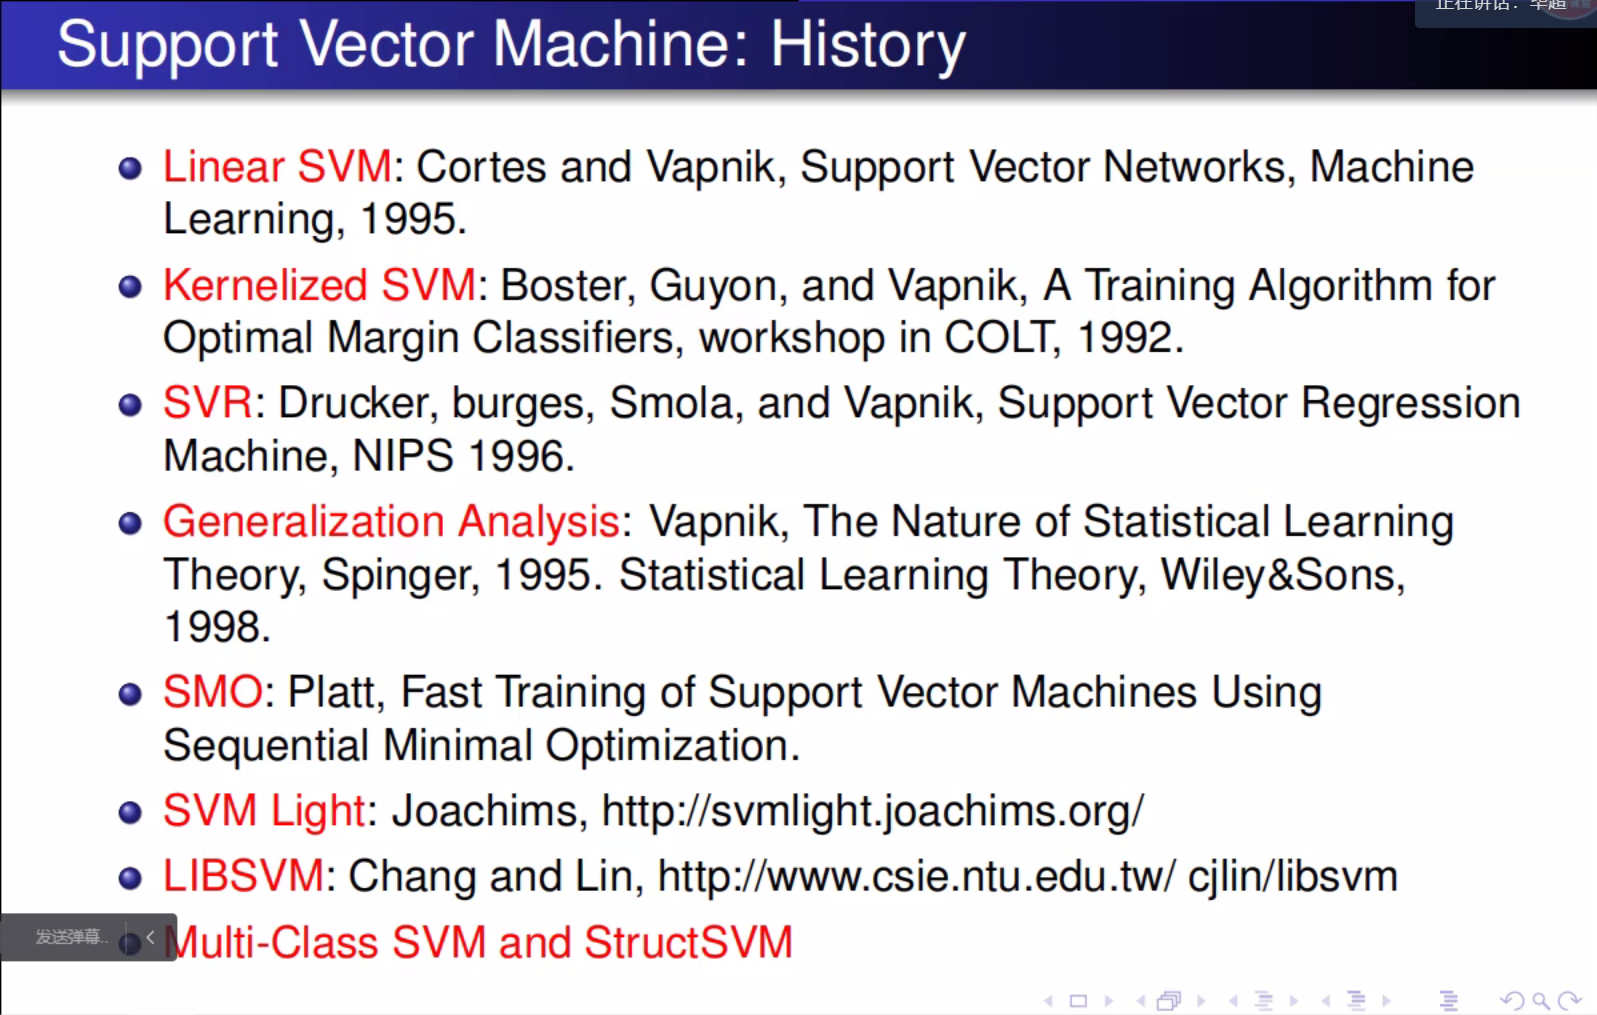 Support Vector Machine: History
正在讲话：华超
Linear SVM: Cortes and Vapnik, Support Vector Networks, Machine
Learning, 1995.
Kernelized SVM: Boster, Guyon, and Vapnik, A Training Algorithm for
Optimal Margin Classifiers, workshop in COLT, 1992.
SVR: Drucker, burges, Smola, and Vapnik, Support Vector Regression
Machine, NIPS 1996.
Generalization Analysis: Vapnik, The Nature of Statistical Learning
Theory, Spinger, 1995. Statistical Learning Theory, Wiley&Sons,
1998.
SMO: Platt, Fast Training of Support Vector Machines Using
Sequential Minimal Optimization.
SVM Light: Joachims, http://svmlight.joachims.org/
LIBSVM: Chang and Lin, http://www.csie.ntu.edu.tw/ cjlin/libsvm
发送弹幕..
Multi-Class SVM and StructSVM